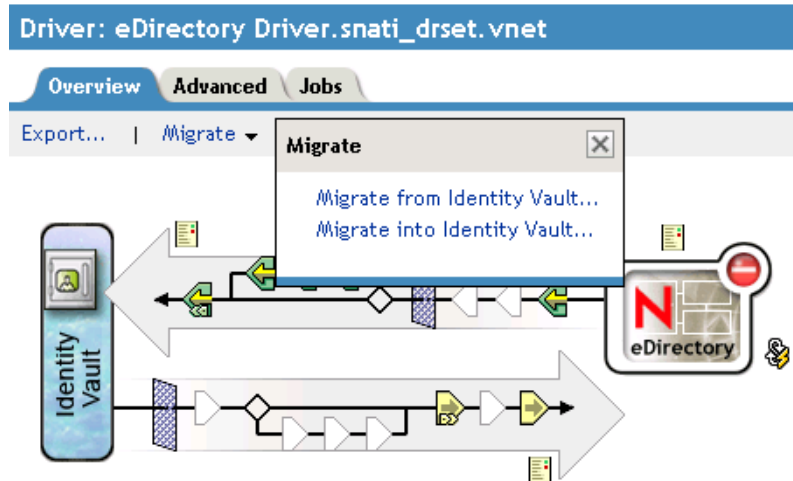 Driver: eDirectory Driver.snati_drset.vnet
Overview Advanced Jobs
Export... | Migrate
Migrate
Migrate from Identity Vault...
Migrate into Identity Vault...
Identity
Vault
N
eDirectory